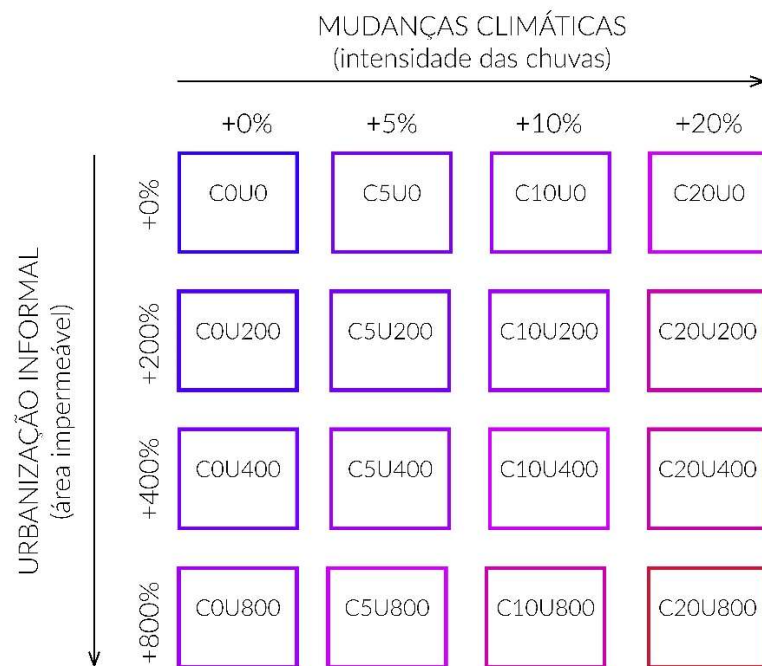 MUDANÇAS CLIMÁTICAS
(intensidade das chuvas)
+0% +5% +10% +20%
URBANIZAÇÃO INFORMAL
(área impermeável)
+0%
C0U0 C5U0 C10U0 C20U0
+200%
C0U200 C5U200 C10U200 C20U200
+400%
C0U400 C5U400 C10U400 C20U400
+800%
C0U800 C5U800 C10U800 C20U800